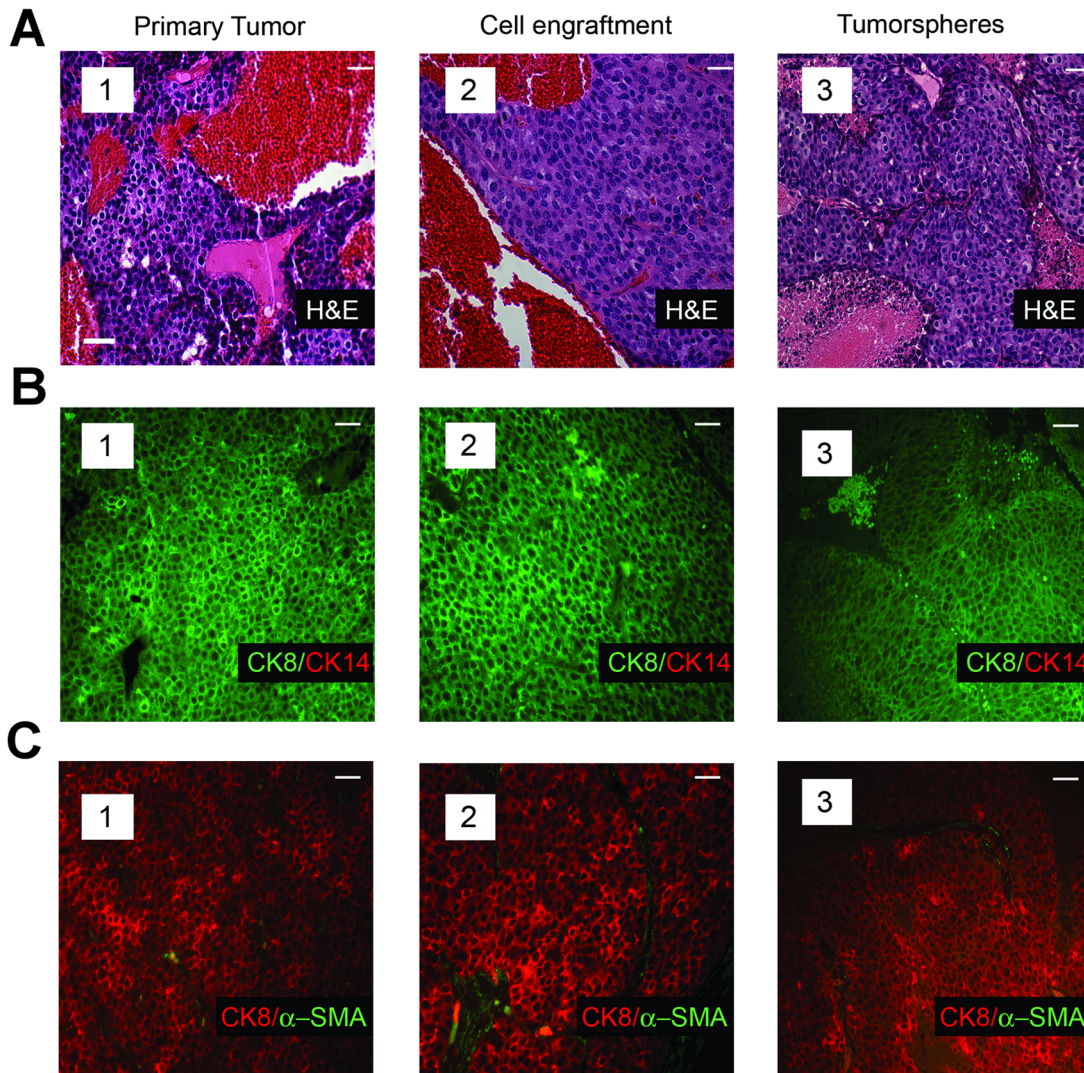 A
Primary Tumor
Cell engraftment
Tumorspheres
1
2
3
H&E
H&E
H&E
B
1
2
3
CK8/CK14
CK8/CK14
CK8/CK14
C
1
2
3
CK8/α–SMA
CK8/α–SMA
CK8/α–SMA